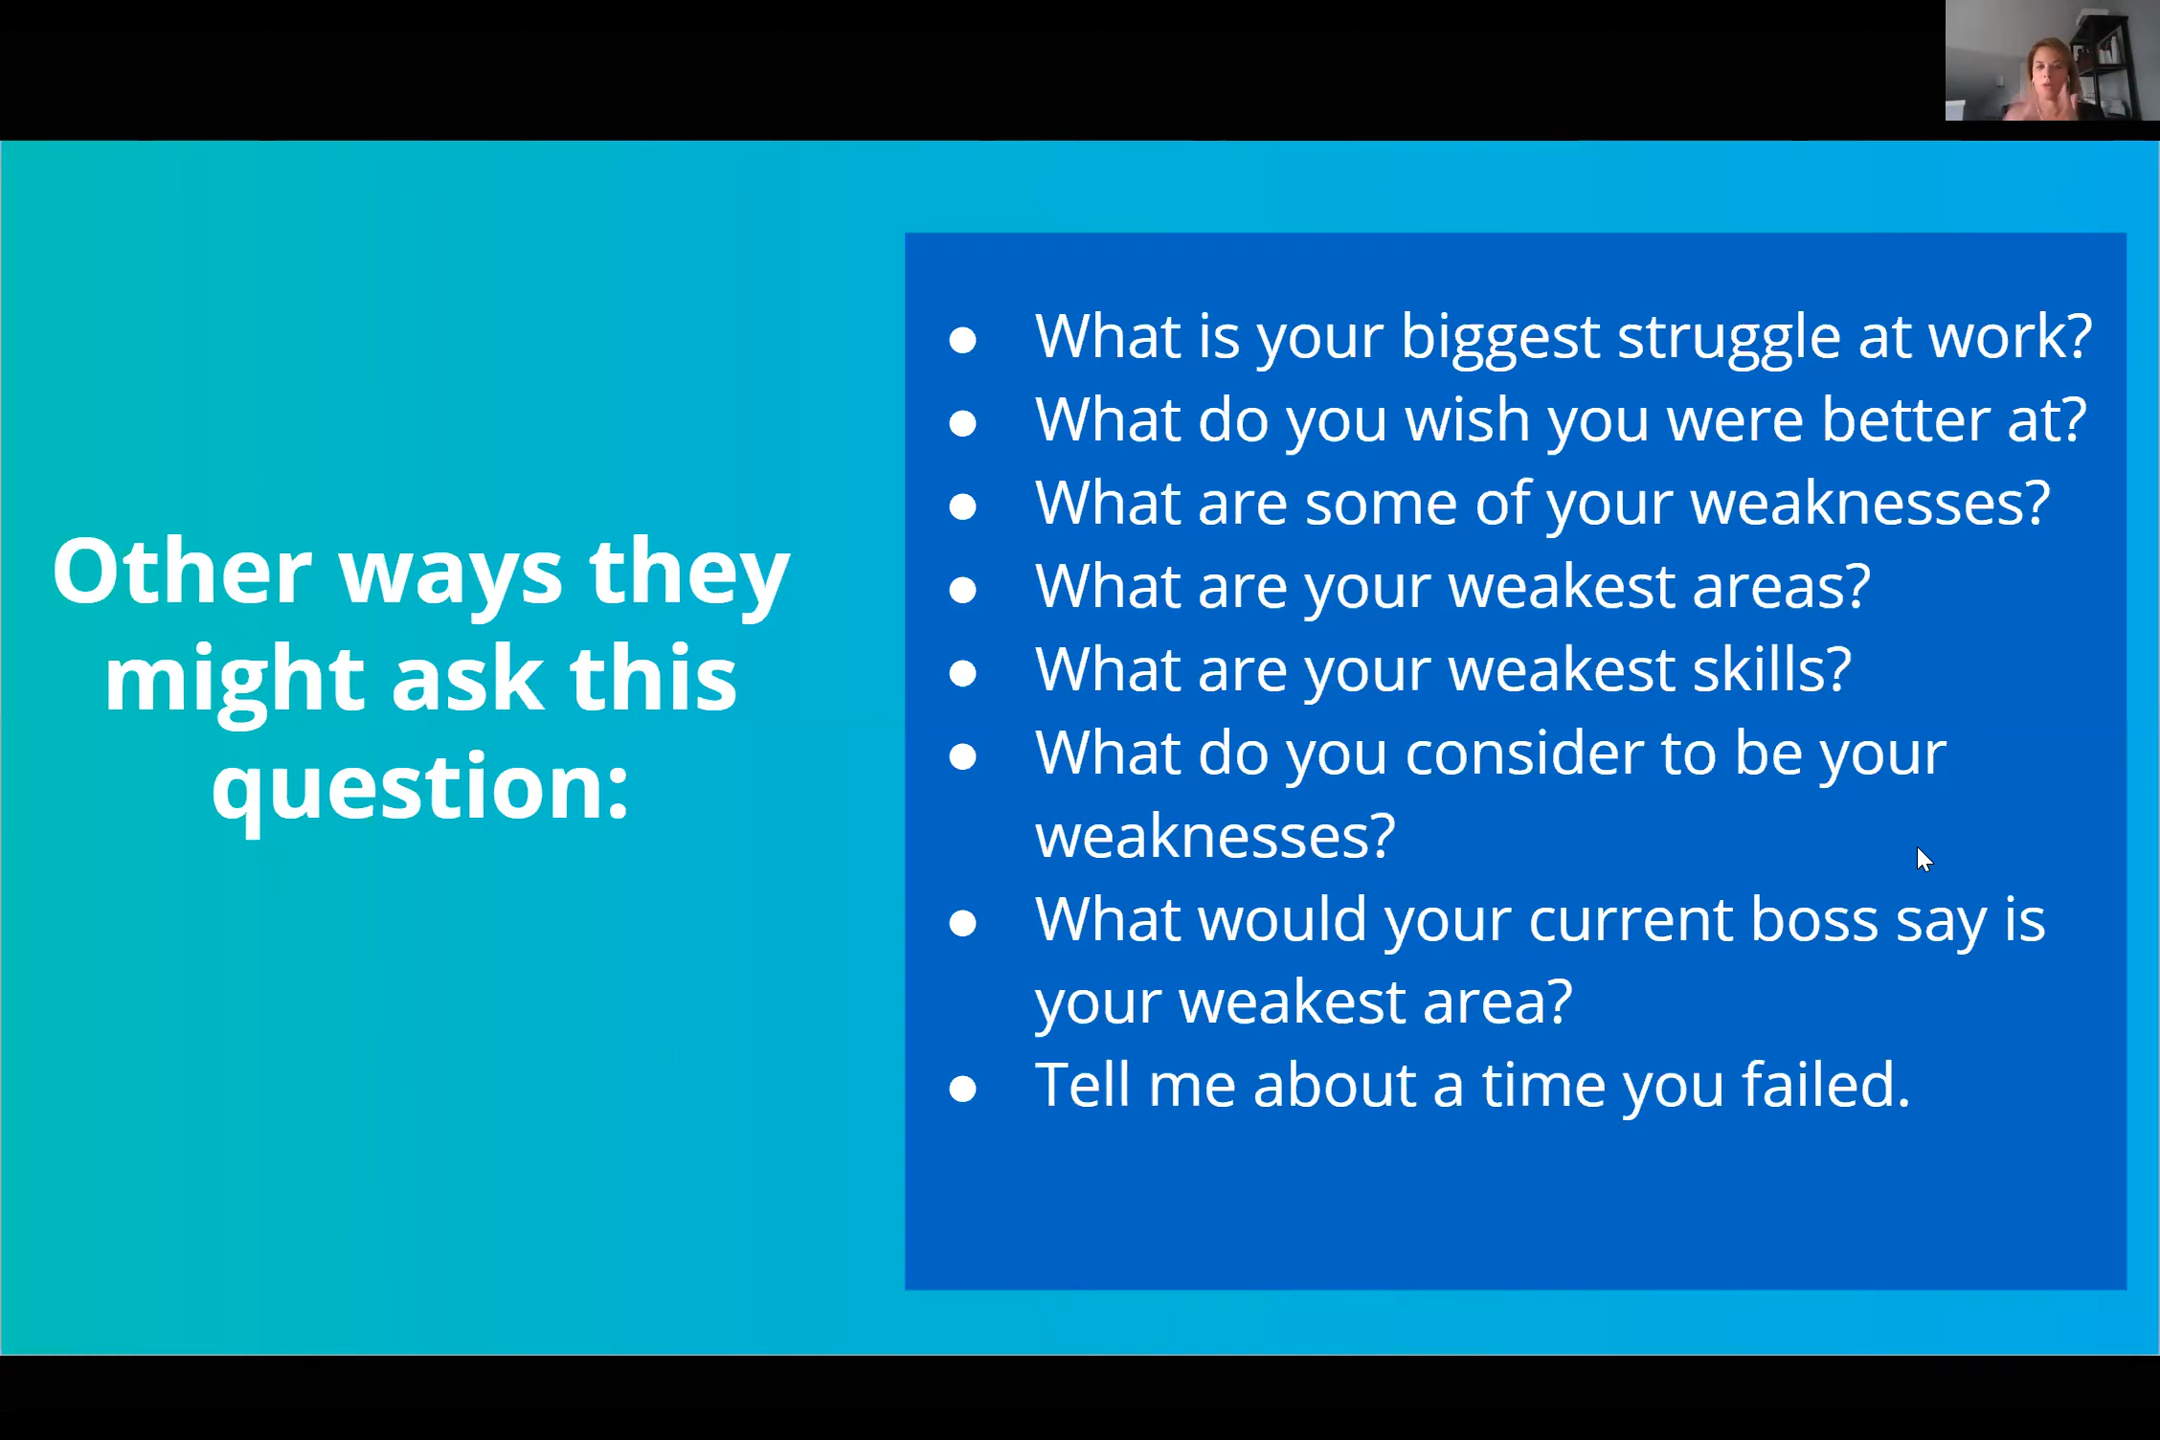 Other ways they
might ask this
question:
● What is your biggest struggle at work?
● What do you wish you were better at?
● What are some of your weaknesses?
● What are your weakest areas?
● What are your weakest skills?
● What do you consider to be your
weaknesses?
● What would your current boss say is
your weakest area?
● Tell me about a time you failed.